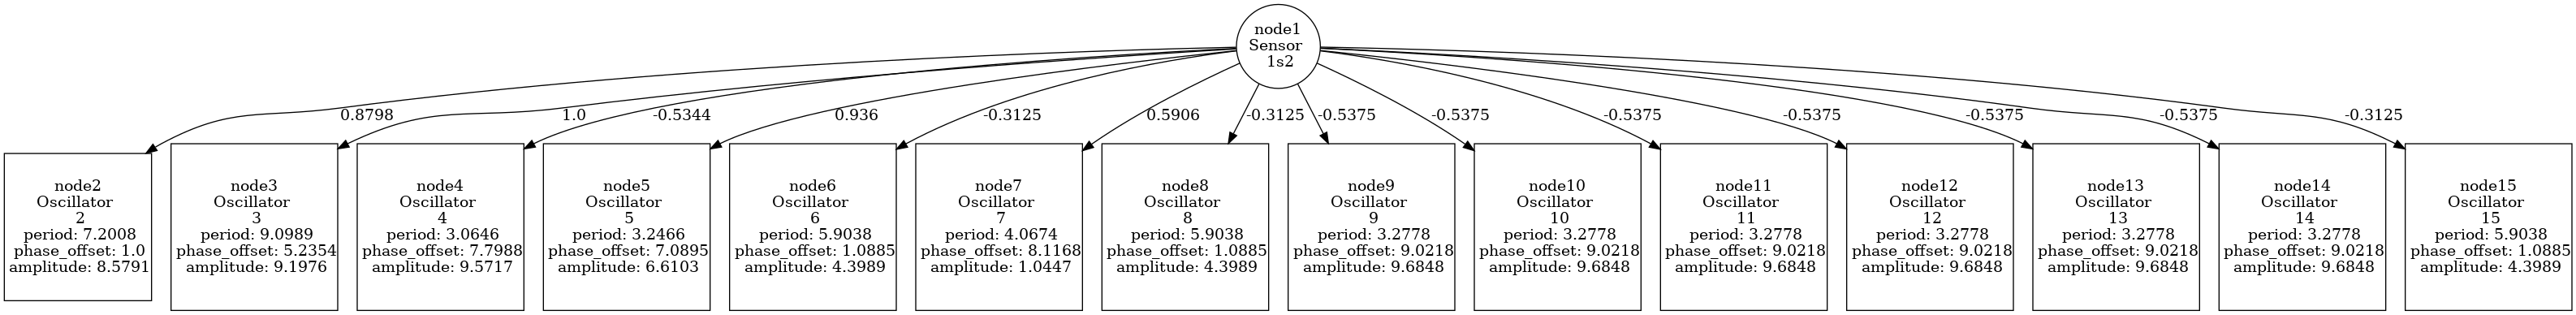 node1
Sensor
1s2
0.8798
1.0
-0.5344
0.936
-0.3125
0.5906
-0.3125
-0.5375
-0.5375
-0.5375
-0.5375
-0.5375
-0.5375
-0.3125
node2
Oscillator
2
period: 7.2008
phase_offset: 1.0
amplitude: 8.5791
node3
Oscillator
3
period: 9.0989
phase_offset: 5.2354
amplitude: 9.1976
node4
Oscillator
4
period: 3.0646
phase_offset: 7.7988
amplitude: 9.5717
node5
Oscillator
5
period: 3.2466
phase_offset: 7.0895
amplitude: 6.6103
node6
Oscillator
6
period: 5.9038
phase_offset: 1.0885
amplitude: 4.3989
node7
Oscillator
7
period: 4.0674
phase_offset: 8.1168
amplitude: 1.0447
node8
Oscillator
8
period: 5.9038
phase_offset: 1.0885
amplitude: 4.3989
node9
Oscillator
9
period: 3.2778
phase_offset: 9.0218
amplitude: 9.6848
node10
Oscillator
10
period: 3.2778
phase_offset: 9.0218
amplitude: 9.6848
node11
Oscillator
11
period: 3.2778
phase_offset: 9.0218
amplitude: 9.6848
node12
Oscillator
12
period: 3.2778
phase_offset: 9.0218
amplitude: 9.6848
node13
Oscillator
13
period: 3.2778
phase_offset: 9.0218
amplitude: 9.6848
node14
Oscillator
14
period: 3.2778
phase_offset: 9.0218
amplitude: 9.6848
node15
Oscillator
15
period: 5.9038
phase_offset: 1.0885
amplitude: 4.3989